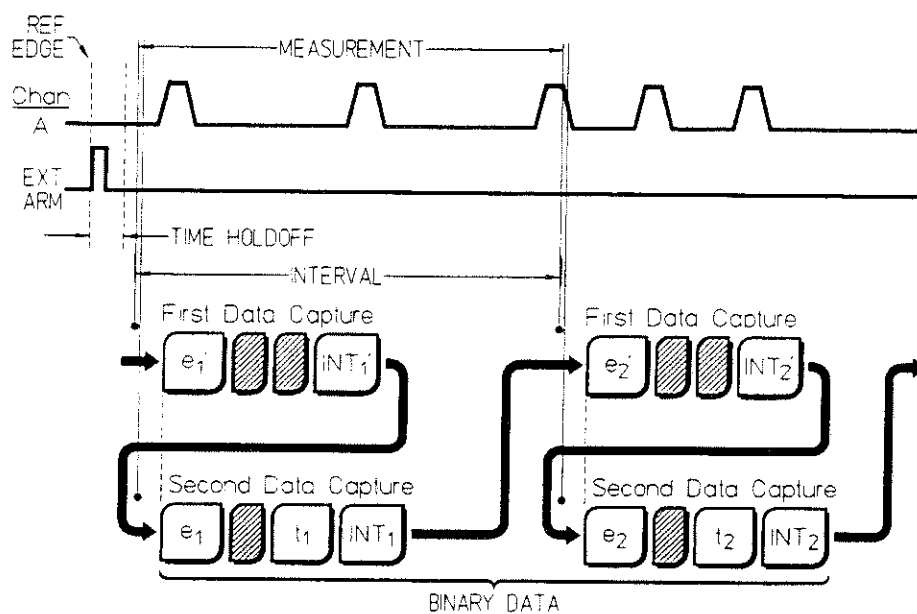 REF
EDGE
MEASUREMENT
Chan
A
EXT
ARM
TIME HOLDOFF
INTERVAL
First Data Capture
First Data Capture
e1' INT1'
e2' INT2'
Second Data Capture
Second Data Capture
e1 t1 INT1
e2 t2 INT2
BINARY DATA